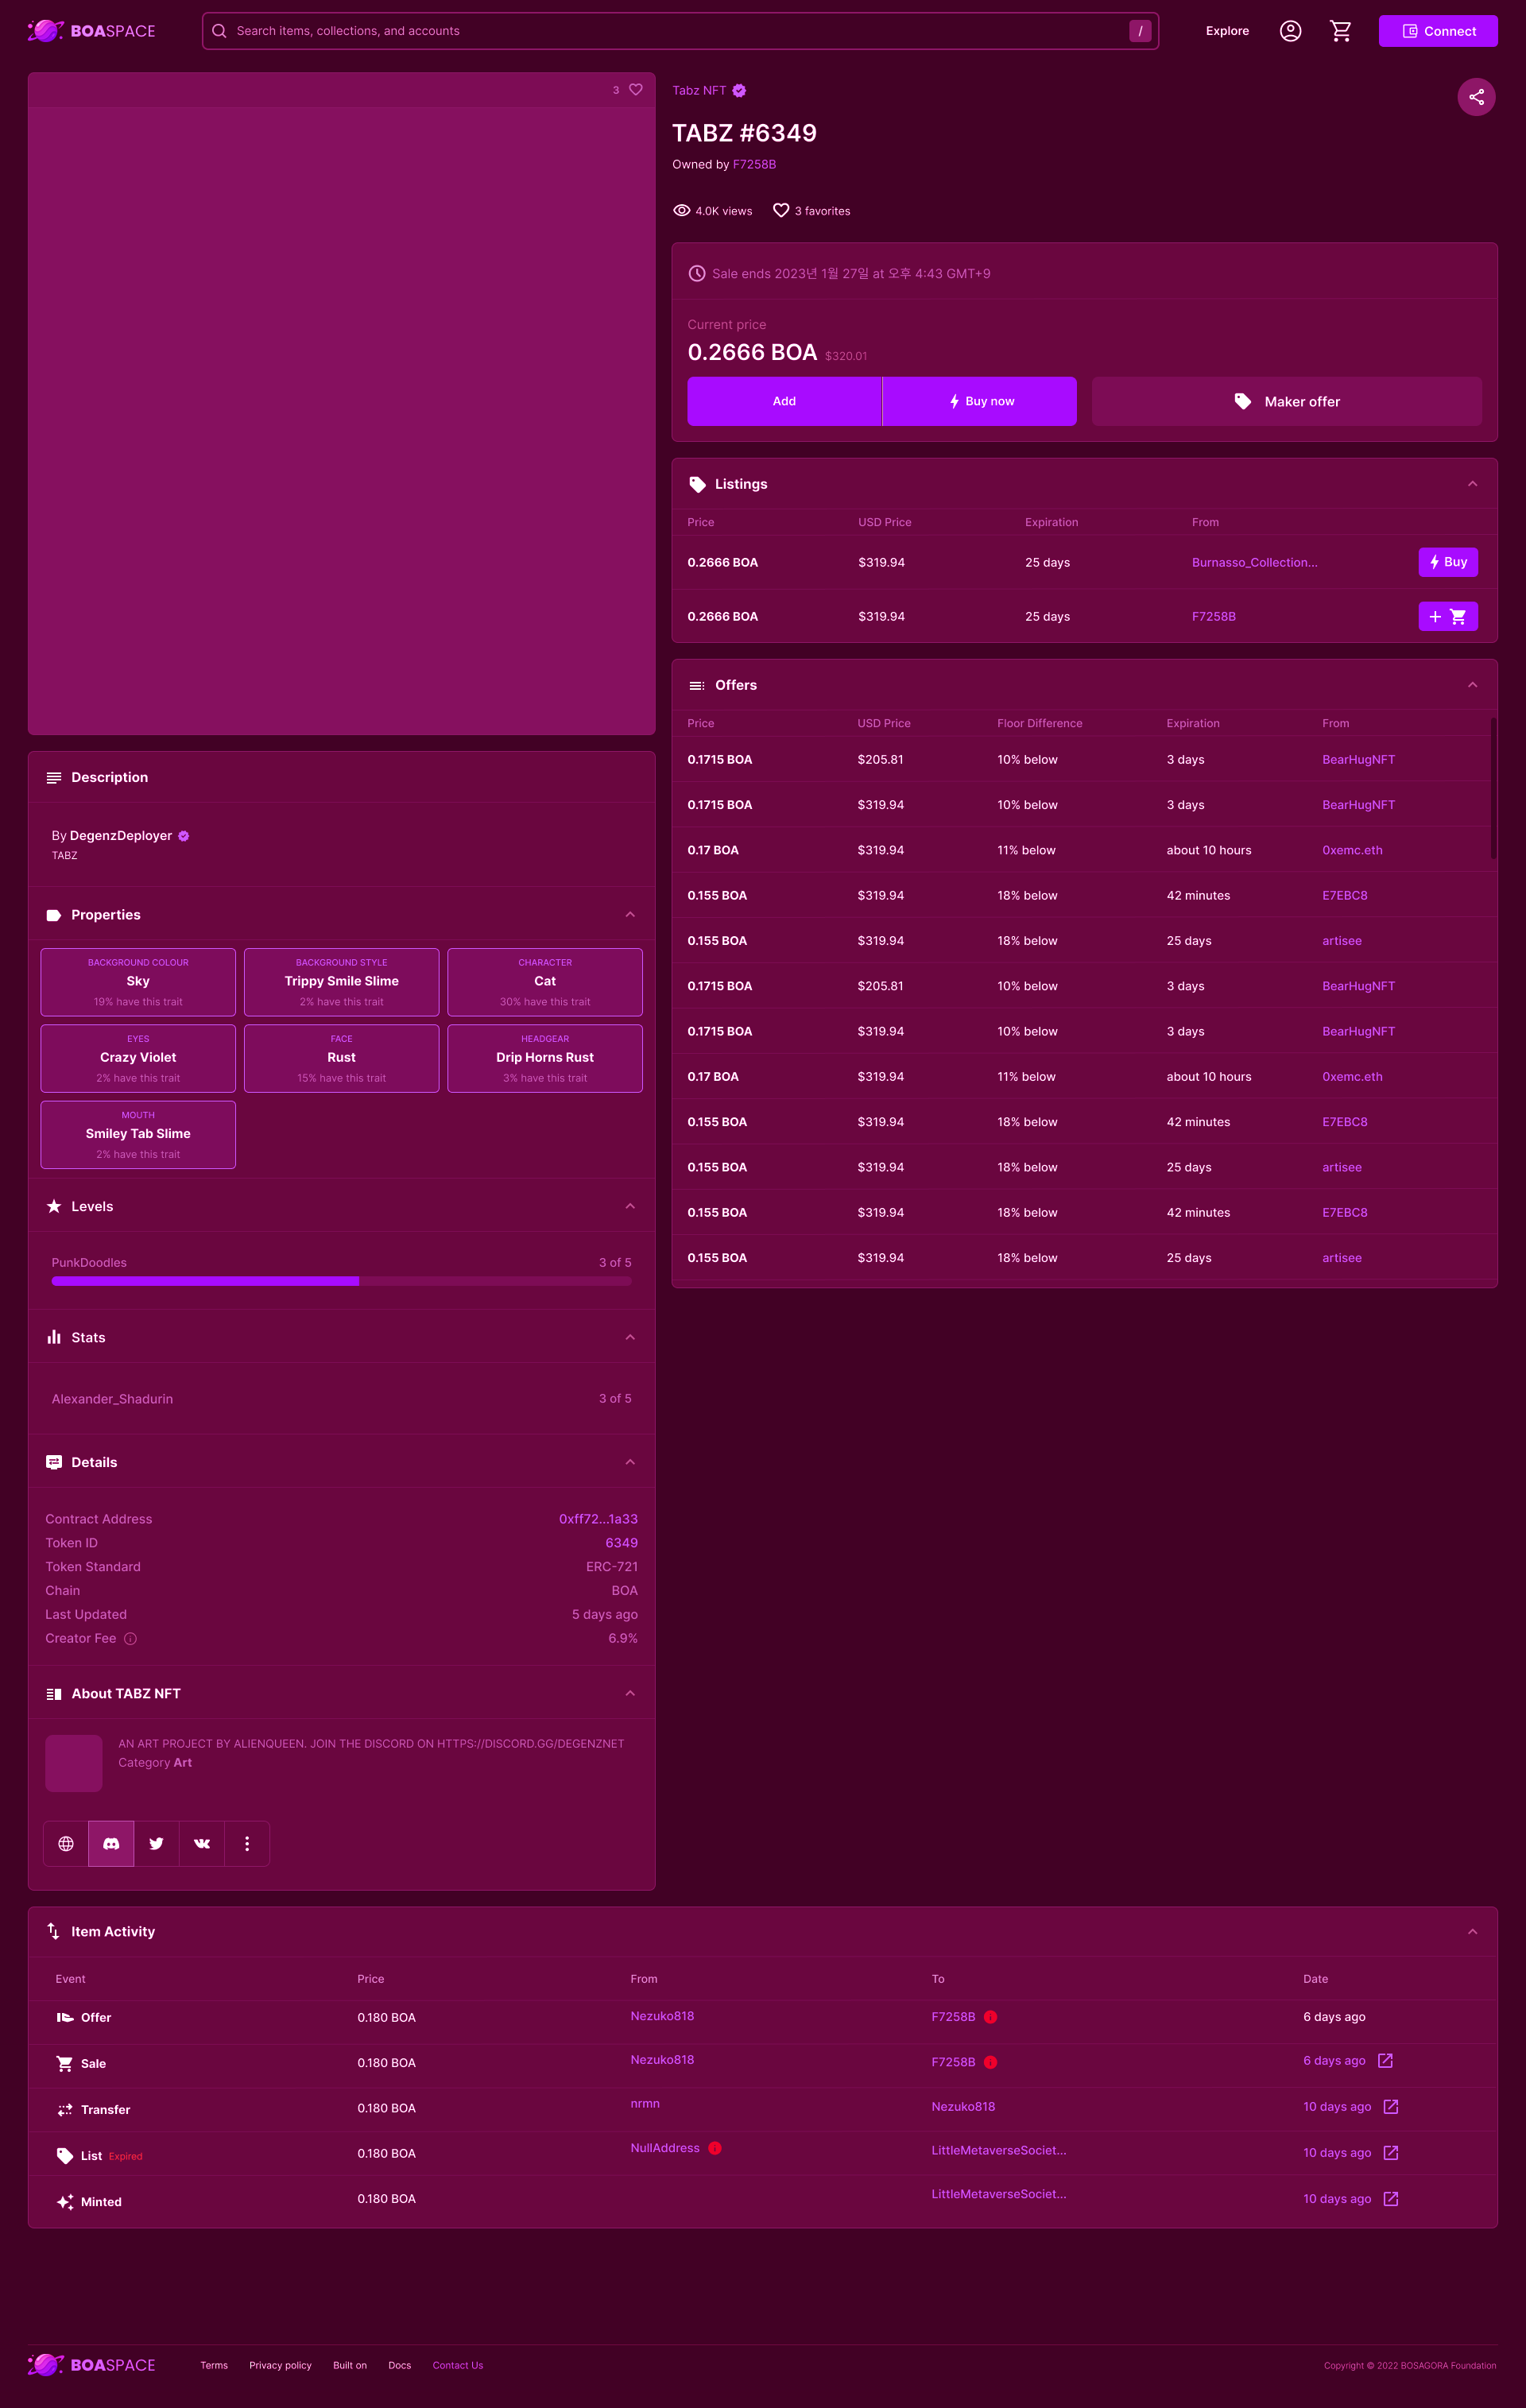 BOASPACE
Search items, collections, and accounts
/
Explore
Connect
3
Tabz NFT
TABZ #6349
Owned by F7258B
4.0K views 3 favorites
Sale ends 2023년 1월 27일 at 오후 4:43 GMT+9
Current price
0.2666 BOA $320.01
Add Buy now Maker offer
Listings
Price USD Price Expiration From
0.2666 BOA $319.94 25 days Burnasso_Collection... Buy
0.2666 BOA $319.94 25 days F7258B
Offers
Price USD Price Floor Difference Expiration From
0.1715 BOA $205.81 10% below 3 days BearHugNFT
0.1715 BOA $319.94 10% below 3 days BearHugNFT
0.17 BOA $319.94 11% below about 10 hours 0xemc.eth
0.155 BOA $319.94 18% below 42 minutes E7EBC8
0.155 BOA $319.94 18% below 25 days artisee
0.1715 BOA $205.81 10% below 3 days BearHugNFT
0.1715 BOA $319.94 10% below 3 days BearHugNFT
0.17 BOA $319.94 11% below about 10 hours 0xemc.eth
0.155 BOA $319.94 18% below 42 minutes E7EBC8
0.155 BOA $319.94 18% below 25 days artisee
0.155 BOA $319.94 18% below 42 minutes E7EBC8
0.155 BOA $319.94 18% below 25 days artisee
Description
By DegenzDeployer
TABZ
Properties
BACKGROUND COLOUR
Sky
19% have this trait
BACKGROUND STYLE
Trippy Smile Slime
2% have this trait
CHARACTER
Cat
30% have this trait
EYES
Crazy Violet
2% have this trait
FACE
Rust
15% have this trait
HEADGEAR
Drip Horns Rust
3% have this trait
MOUTH
Smiley Tab Slime
2% have this trait
Levels
PunkDoodles 3 of 5
Stats
Alexander_Shadurin 3 of 5
Details
Contract Address 0xff72...1a33
Token ID 6349
Token Standard ERC-721
Chain BOA
Last Updated 5 days ago
Creator Fee 6.9%
About TABZ NFT
AN ART PROJECT BY ALIENQUEEN. JOIN THE DISCORD ON HTTPS://DISCORD.GG/DEGENZNET
Category Art
Item Activity
Event Price From To Date
Offer 0.180 BOA Nezuko818 F7258B 6 days ago
Sale 0.180 BOA Nezuko818 F7258B 6 days ago
Transfer 0.180 BOA nrmn Nezuko818 10 days ago
List Expired 0.180 BOA NullAddress LittleMetaverseSociet... 10 days ago
Minted 0.180 BOA LittleMetaverseSociet... 10 days ago
BOASPACE
Terms Privacy policy Built on Docs Contact Us
Copyright © 2022 BOSAGORA Foundation